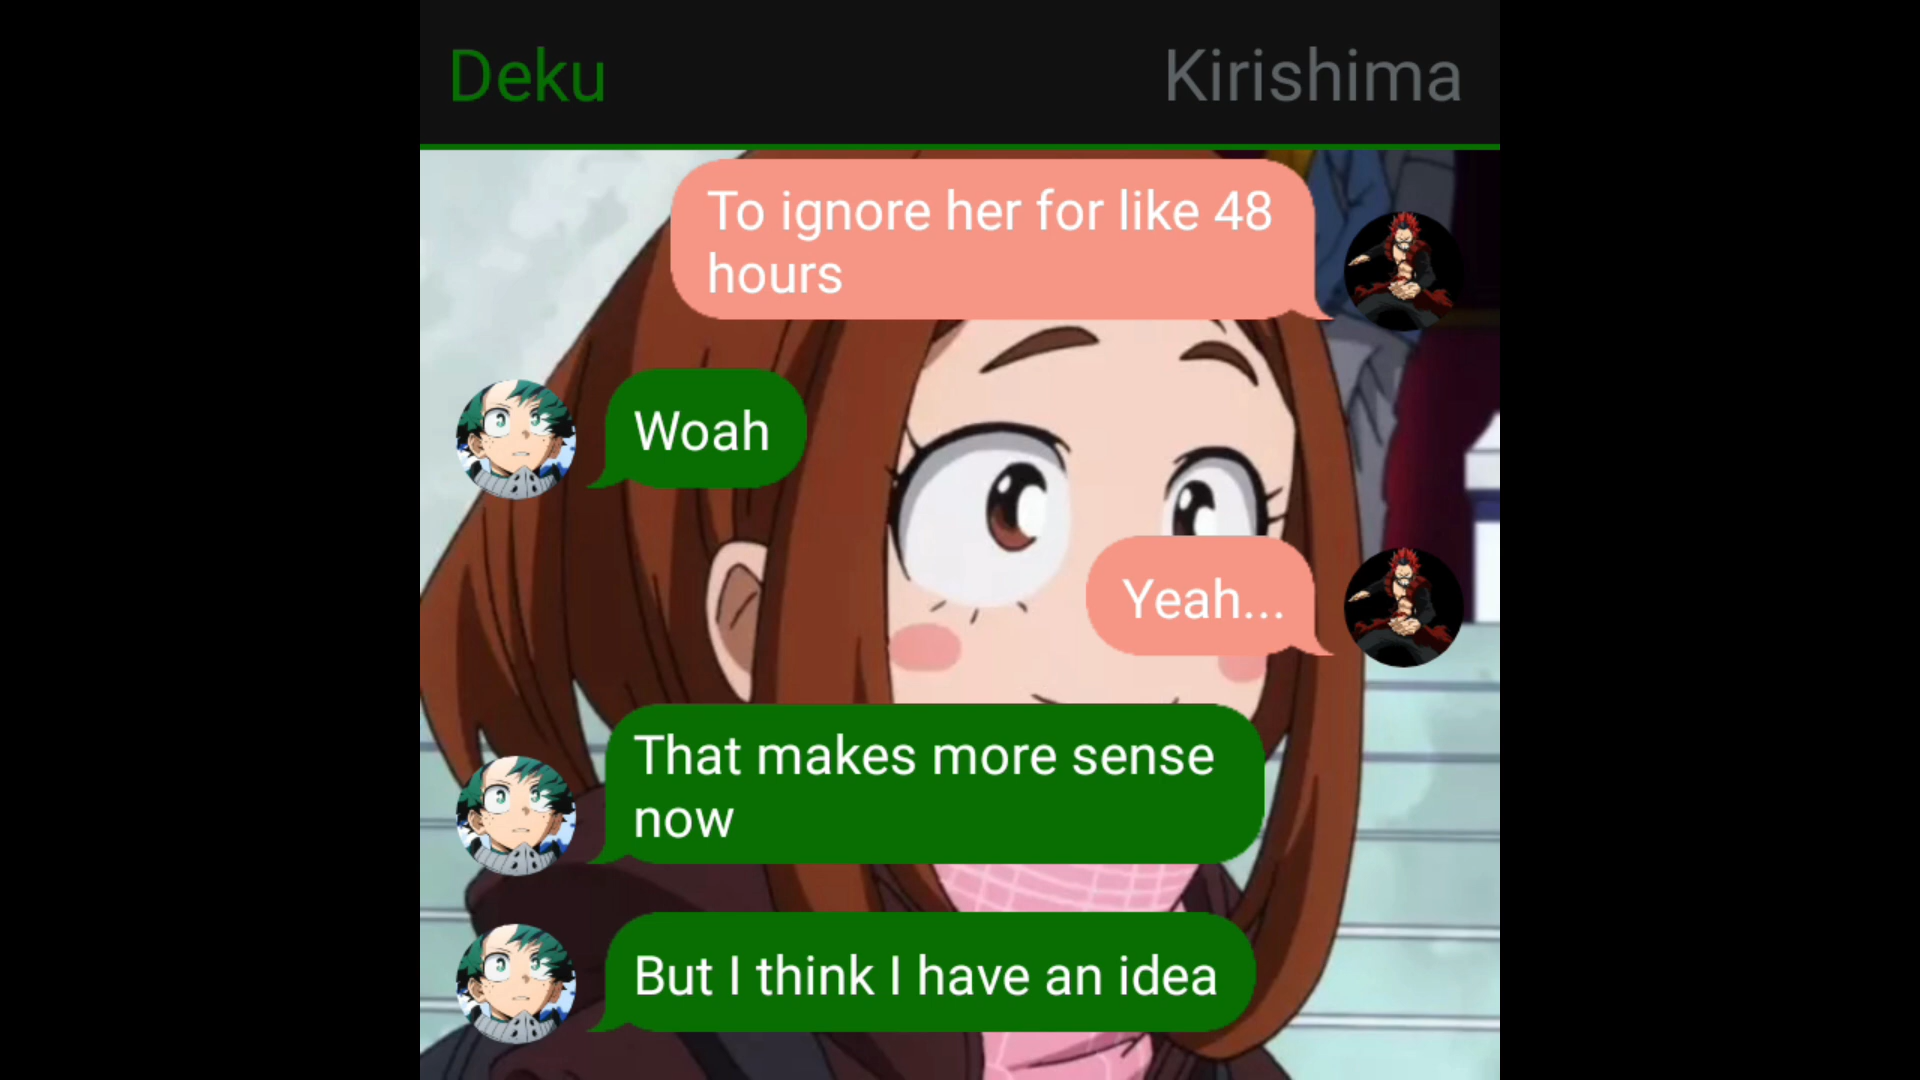 Deku
Kirishima
To ignore her for like 48
hours
Woah
Yeah...
That makes more sense
now
But I think I have an idea